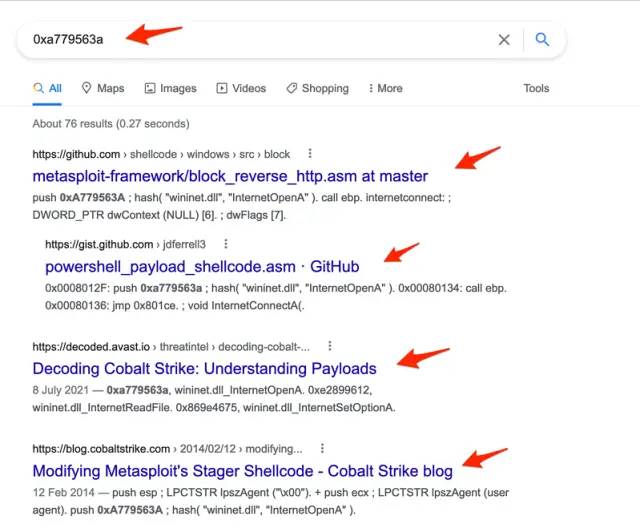 0xa779563a
All Maps Images Videos Shopping More Tools
About 76 results (0.27 seconds)
https://github.com › shellcode › windows › src › block
metasploit-framework/block_reverse_http.asm at master
push 0xA779563A ; hash( "wininet.dll", "InternetOpenA" ). call ebp. internetconnect: ;
DWORD_PTR dwContext (NULL) [6]. ; dwFlags [7].
https://gist.github.com › jdferrell3
powershell_payload_shellcode.asm · GitHub
0x0008012F: push 0xa779563a ; hash( "wininet.dll", "InternetOpenA" ). 0x00080134: call ebp.
0x00080136: jmp 0x801ce. ; void InternetConnectA(.
https://decoded.avast.io › threatintel › decoding-cobalt-...
Decoding Cobalt Strike: Understanding Payloads
8 July 2021 — 0xa779563a, wininet.dll_InternetOpenA. 0xe2899612,
wininet.dll_InternetReadFile. 0x869e4675, wininet.dll_InternetSetOptionA.
https://blog.cobaltstrike.com › 2014/02/12 › modifying...
Modifying Metasploit's Stager Shellcode - Cobalt Strike blog
12 Feb 2014 — push esp ; LPCTSTR lpszAgent ("\x00"). + push ecx ; LPCTSTR lpszAgent (user
agent). push 0xA779563A ; hash( "wininet.dll", "InternetOpenA" ).